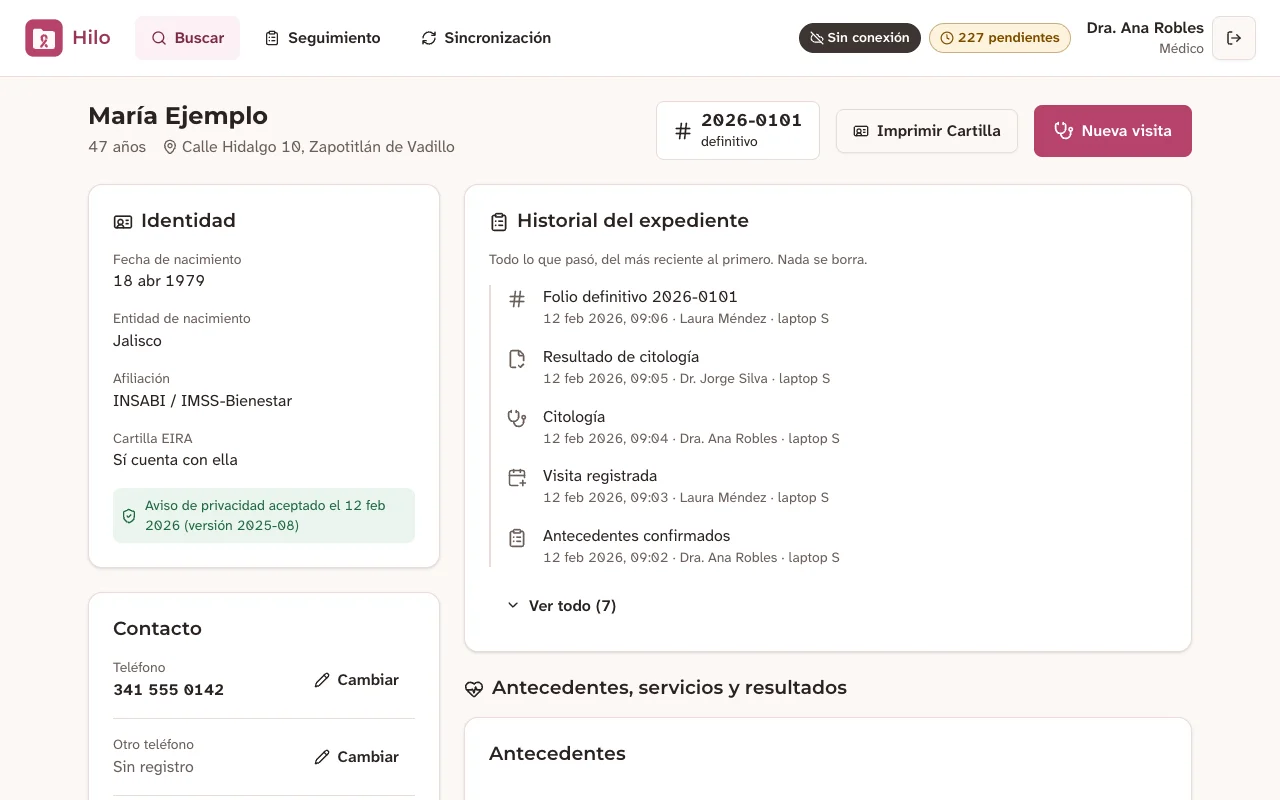 Hilo
Buscar
Seguimiento
Sincronización
Sin conexión
227 pendientes
Dra. Ana Robles
Médico
María Ejemplo
47 años
Calle Hidalgo 10, Zapotitlán de Vadillo
2026-0101
definitivo
Imprimir Cartilla
Nueva visita
Identidad
Fecha de nacimiento
18 abr 1979
Entidad de nacimiento
Jalisco
Afiliación
INSABI / IMSS-Bienestar
Cartilla EIRA
Sí cuenta con ella
Aviso de privacidad aceptado el 12 feb
2026 (versión 2025-08)
Contacto
Teléfono
341 555 0142
Cambiar
Otro teléfono
Sin registro
Cambiar
Historial del expediente
Todo lo que pasó, del más reciente al primero. Nada se borra.
Folio definitivo 2026-0101
12 feb 2026, 09:06 · Laura Méndez · laptop S
Resultado de citología
12 feb 2026, 09:05 · Dr. Jorge Silva · laptop S
Citología
12 feb 2026, 09:04 · Dra. Ana Robles · laptop S
Visita registrada
12 feb 2026, 09:03 · Laura Méndez · laptop S
Antecedentes confirmados
12 feb 2026, 09:02 · Dra. Ana Robles · laptop S
Ver todo (7)
Antecedentes, servicios y resultados
Antecedentes